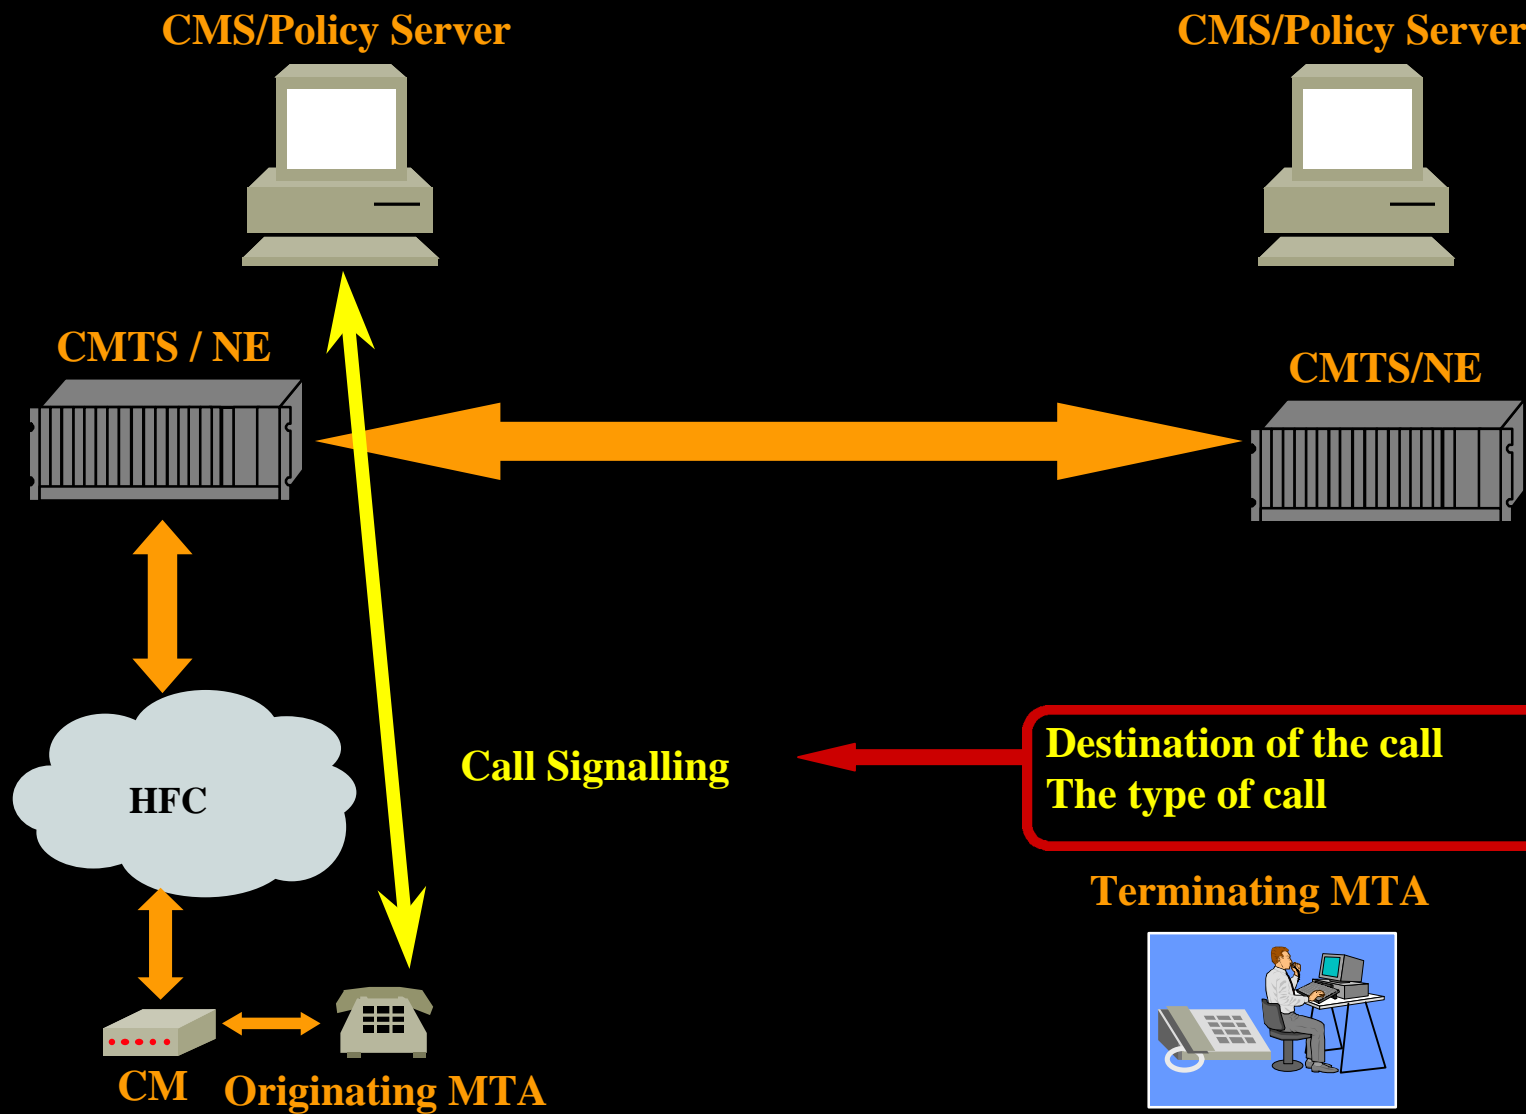 CMS/Policy Server
CMS/Policy Server
CMTS / NE
CMTS/NE
Call Signalling
Destination of the call
The type of call
HFC
Terminating MTA
CM
Originating MTA